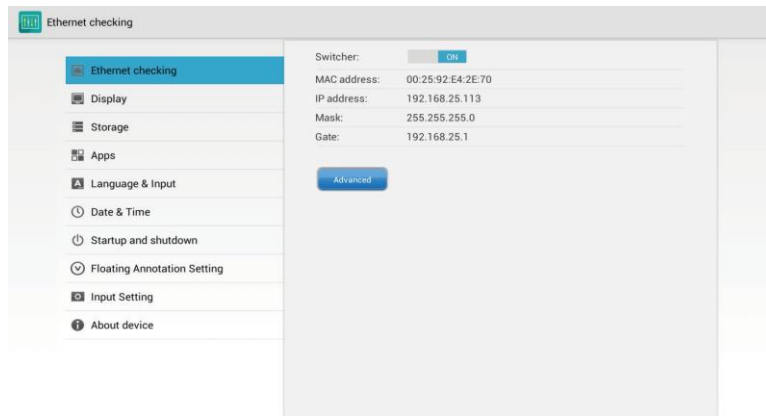 Ethernet checking
Ethernet checking
Display
Storage
Apps
Language & Input
Date & Time
Startup and shutdown
Floating Annotation Setting
Input Setting
About device
Switcher: ON
MAC address: 00:25:92:E4:2E:70
IP address: 192.168.25.113
Mask: 255.255.255.0
Gate: 192.168.25.1
Advanced